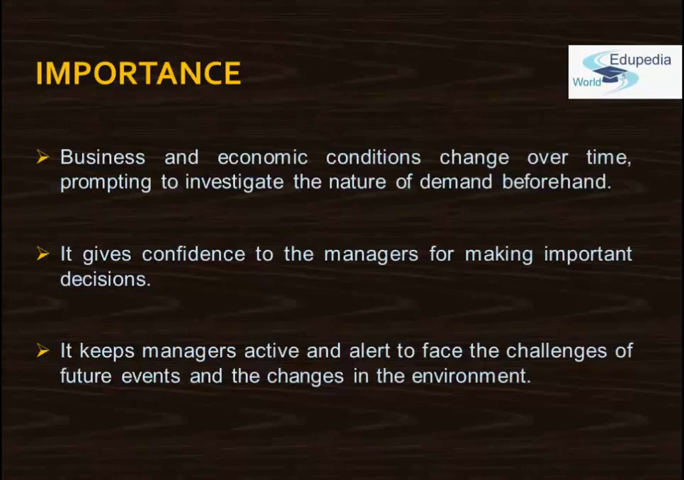 IMPORTANCE
Edupedia
World
Business and economic conditions change over time,
prompting to investigate the nature of demand beforehand.
It gives confidence to the managers for making important
decisions.
It keeps managers active and alert to face the challenges of
future events and the changes in the environment.